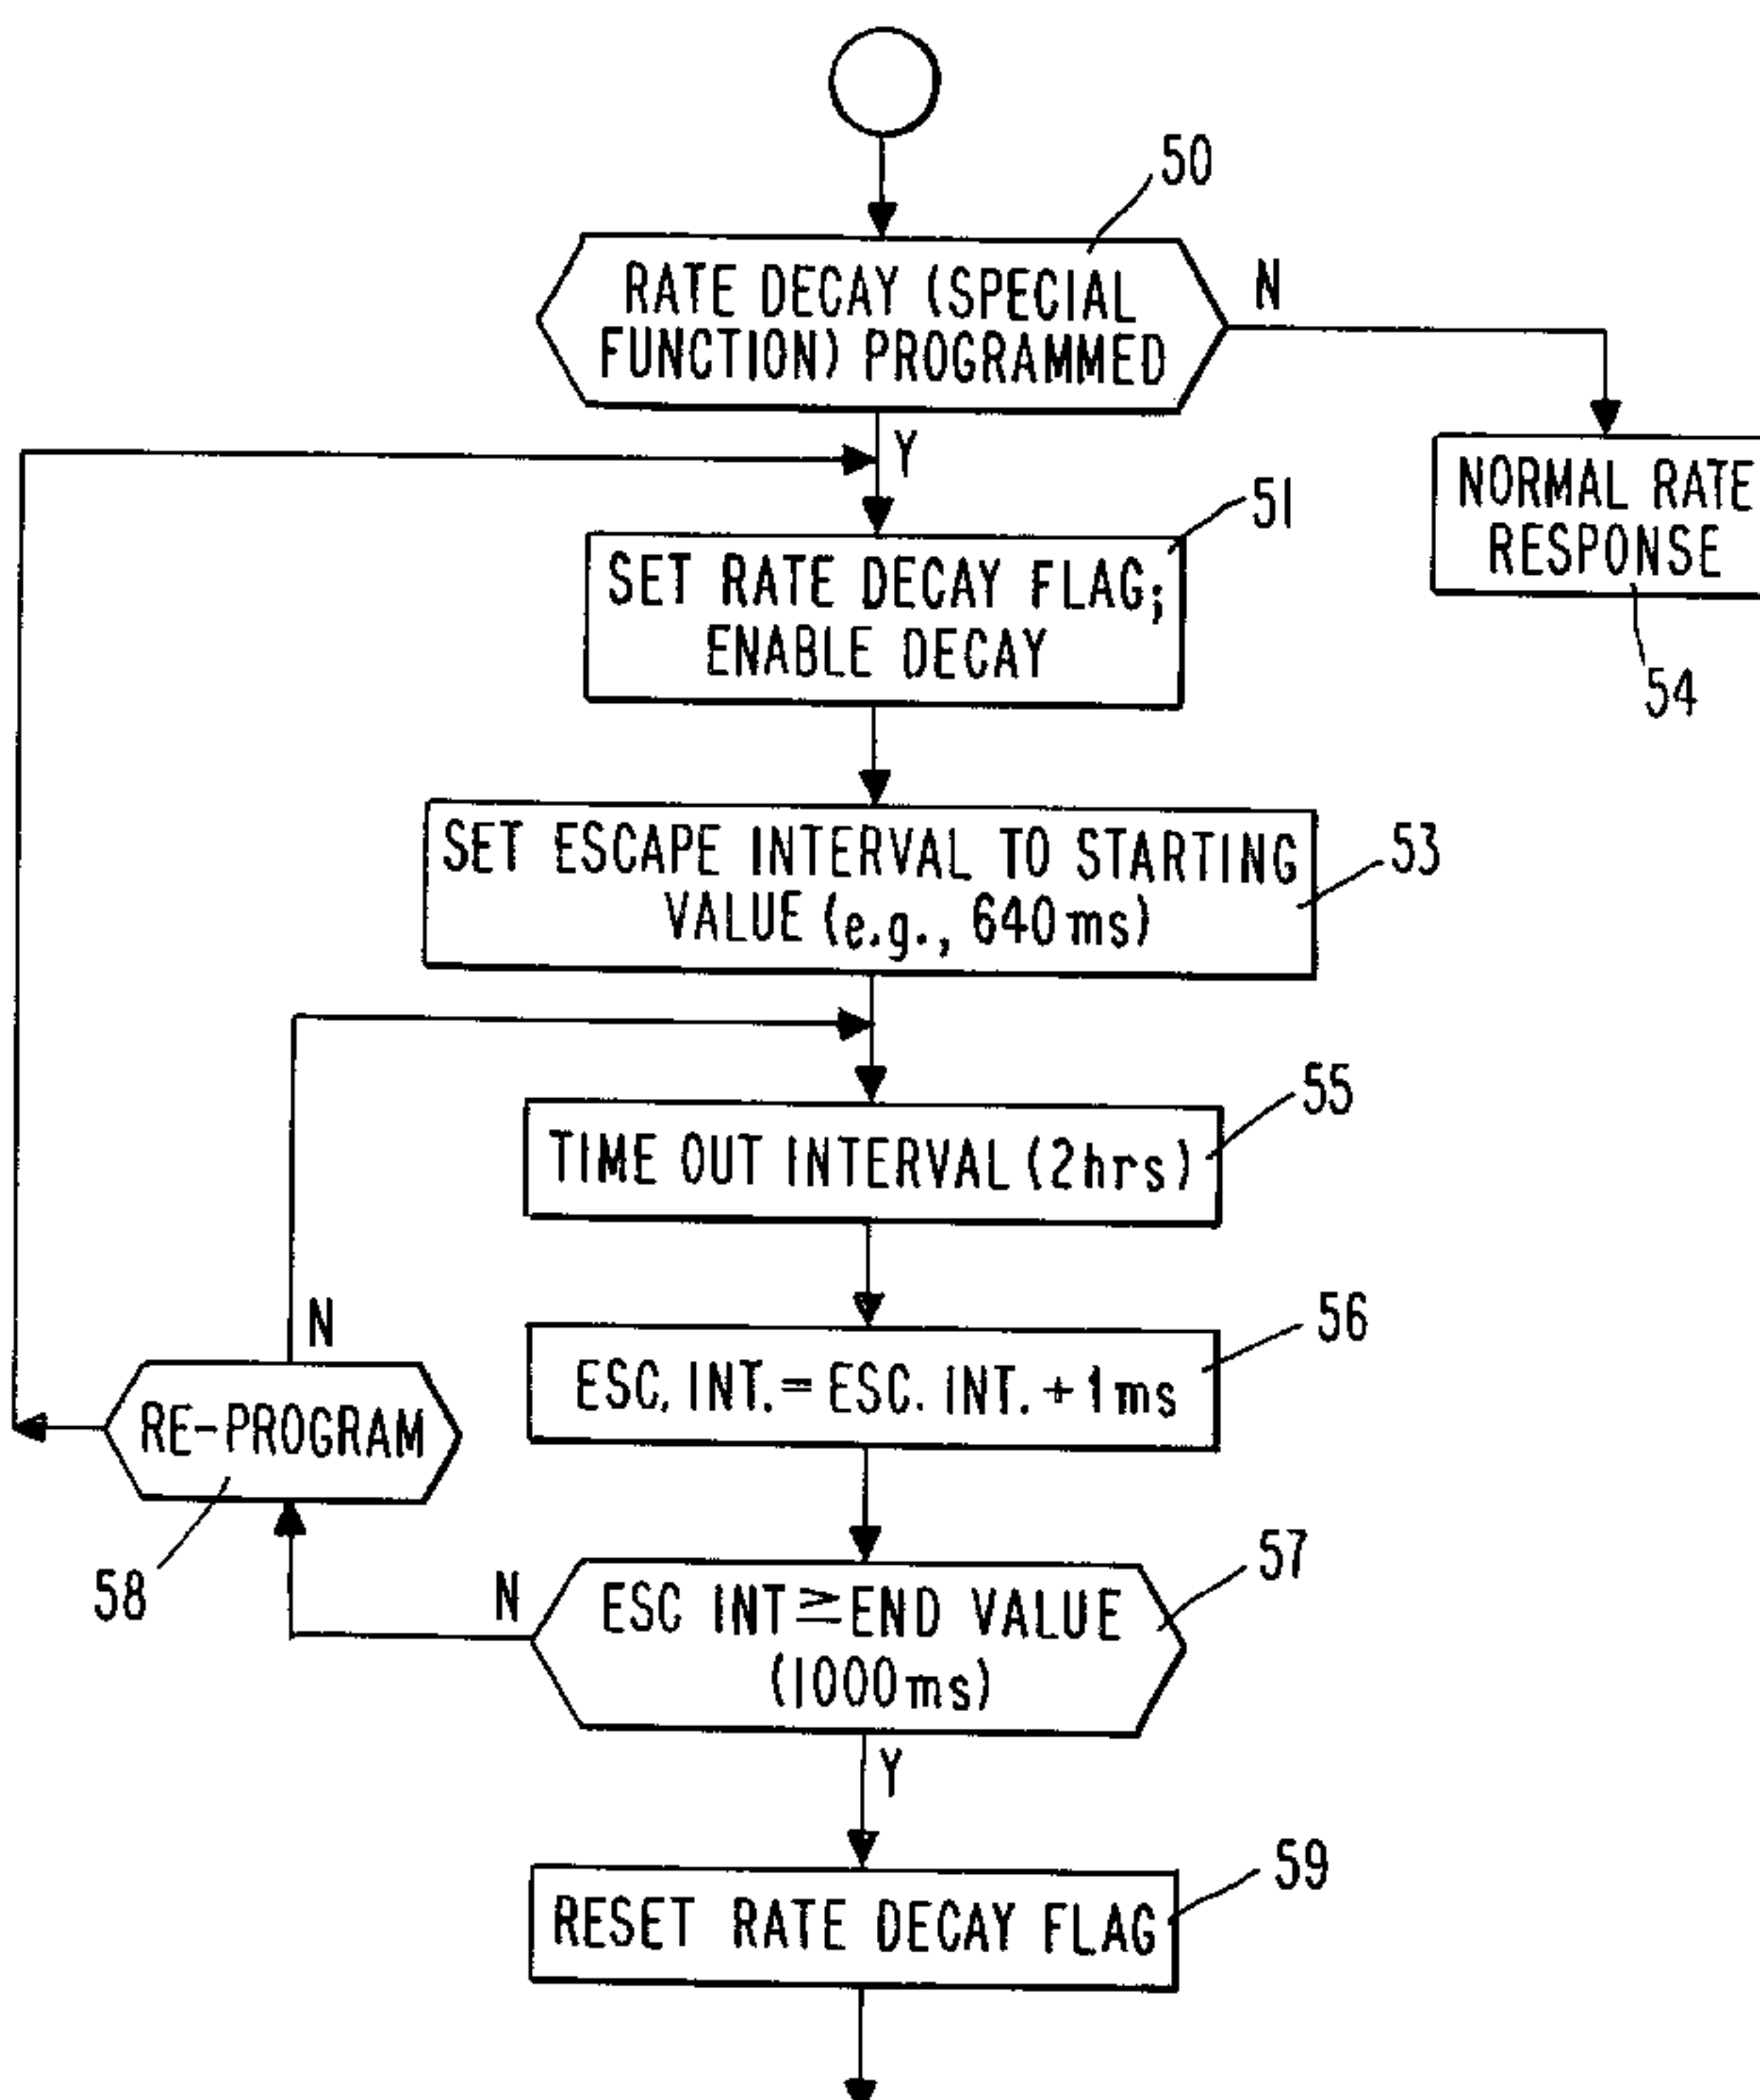 50
RATE DECAY (SPECIAL
FUNCTION) PROGRAMMED
N
Y
NORMAL RATE
RESPONSE
54
51
SET RATE DECAY FLAG;
ENABLE DECAY
53
SET ESCAPE INTERVAL TO STARTING
VALUE (e.g., 640 ms)
55
TIME OUT INTERVAL (2hrs)
56
ESC. INT. = ESC. INT. + 1 ms
N
RE-PROGRAM
58
57
N
ESC INT ≥ END VALUE
(1000 ms)
Y
59
RESET RATE DECAY FLAG